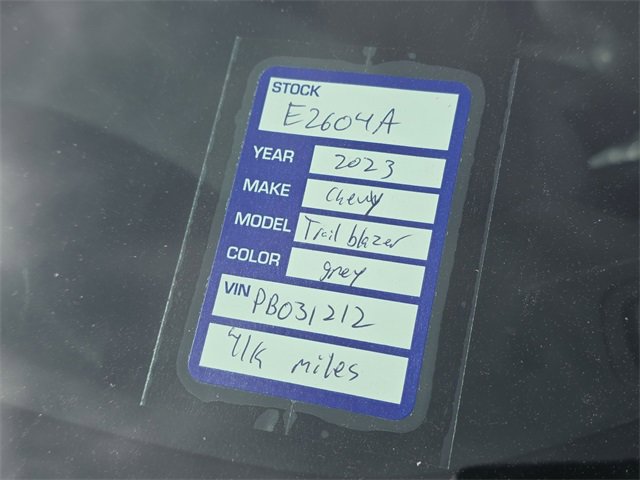 STOCK
E2604A
YEAR 2023
MAKE Chevy
MODEL Trail blazer
COLOR grey
VIN PB031212
41K miles